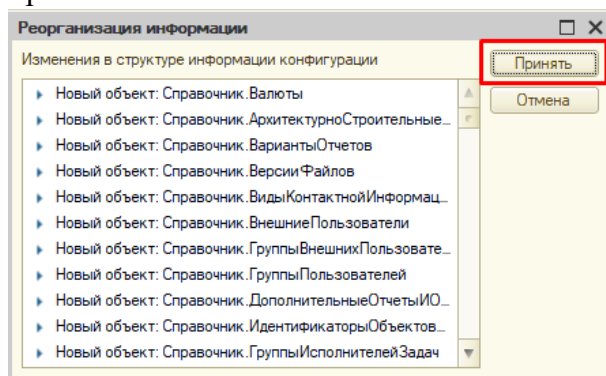 Реорганизация информации
Изменения в структуре информации конфигурации
Принять
Отмена
Новый объект: Справочник.Валюты
Новый объект: Справочник.АрхитектурноСтроительные...
Новый объект: Справочник.ВариантыОтчетов
Новый объект: Справочник.ВерсииФайлов
Новый объект: Справочник.ВидыКонтактнойИнформац...
Новый объект: Справочник.ВнешниеПользователи
Новый объект: Справочник.ГруппыВнешнихПользовате...
Новый объект: Справочник.ГруппыПользователей
Новый объект: Справочник.ДополнительныеОтчетыИО...
Новый объект: Справочник.ИдентификаторыОбъектов...
Новый объект: Справочник.ГруппыИсполнителейЗадач